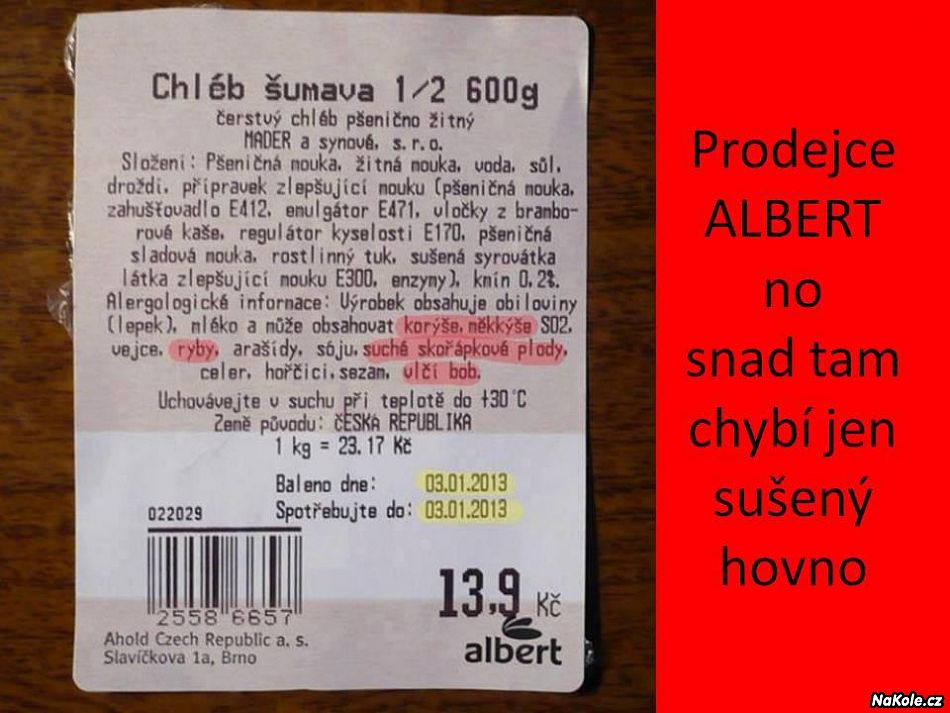 Chléb šumava 1/2 600g
čerstvý chléb pšenično žitný
MADER a synové, s.r.o.
Složení: Pšeničná mouka, žitná mouka, voda, sůl,
droždí, přípravek zlepšující mouku (pšeničná mouka,
zahušťovadlo E412, emulgátor E471, vločky z brambo-
rové kaše, regulátor kyselosti E170, pšeničná
sladová mouka, rostlinný tuk, sušená syrovátka
látka zlepšující mouku E300, enzymy), kmín 0,2%.
Alergologické informace: Výrobek obsahuje obiloviny
(lepek), mléko a může obsahovat korýše, měkkýše SO2,
vejce, ryby, arašídy, sóju, suché skořápkové plody,
celer, hořčici, sezam, vlčí bob.
Uchovávejte v suchu při teplotě do +30°C
Země původu: ČESKÁ REPUBLIKA
1 kg = 23.17 Kč
Baleno dne: 03.01.2013
Spotřebujte do: 03.01.2013
022029
2558 6657
13,9 Kč
Ahold Czech Republic a. s.
Slavíčkova 1a, Brno
albert
Prodejce
ALBERT
no
snad tam
chybí jen
sušený
hovno
NaKole.cz